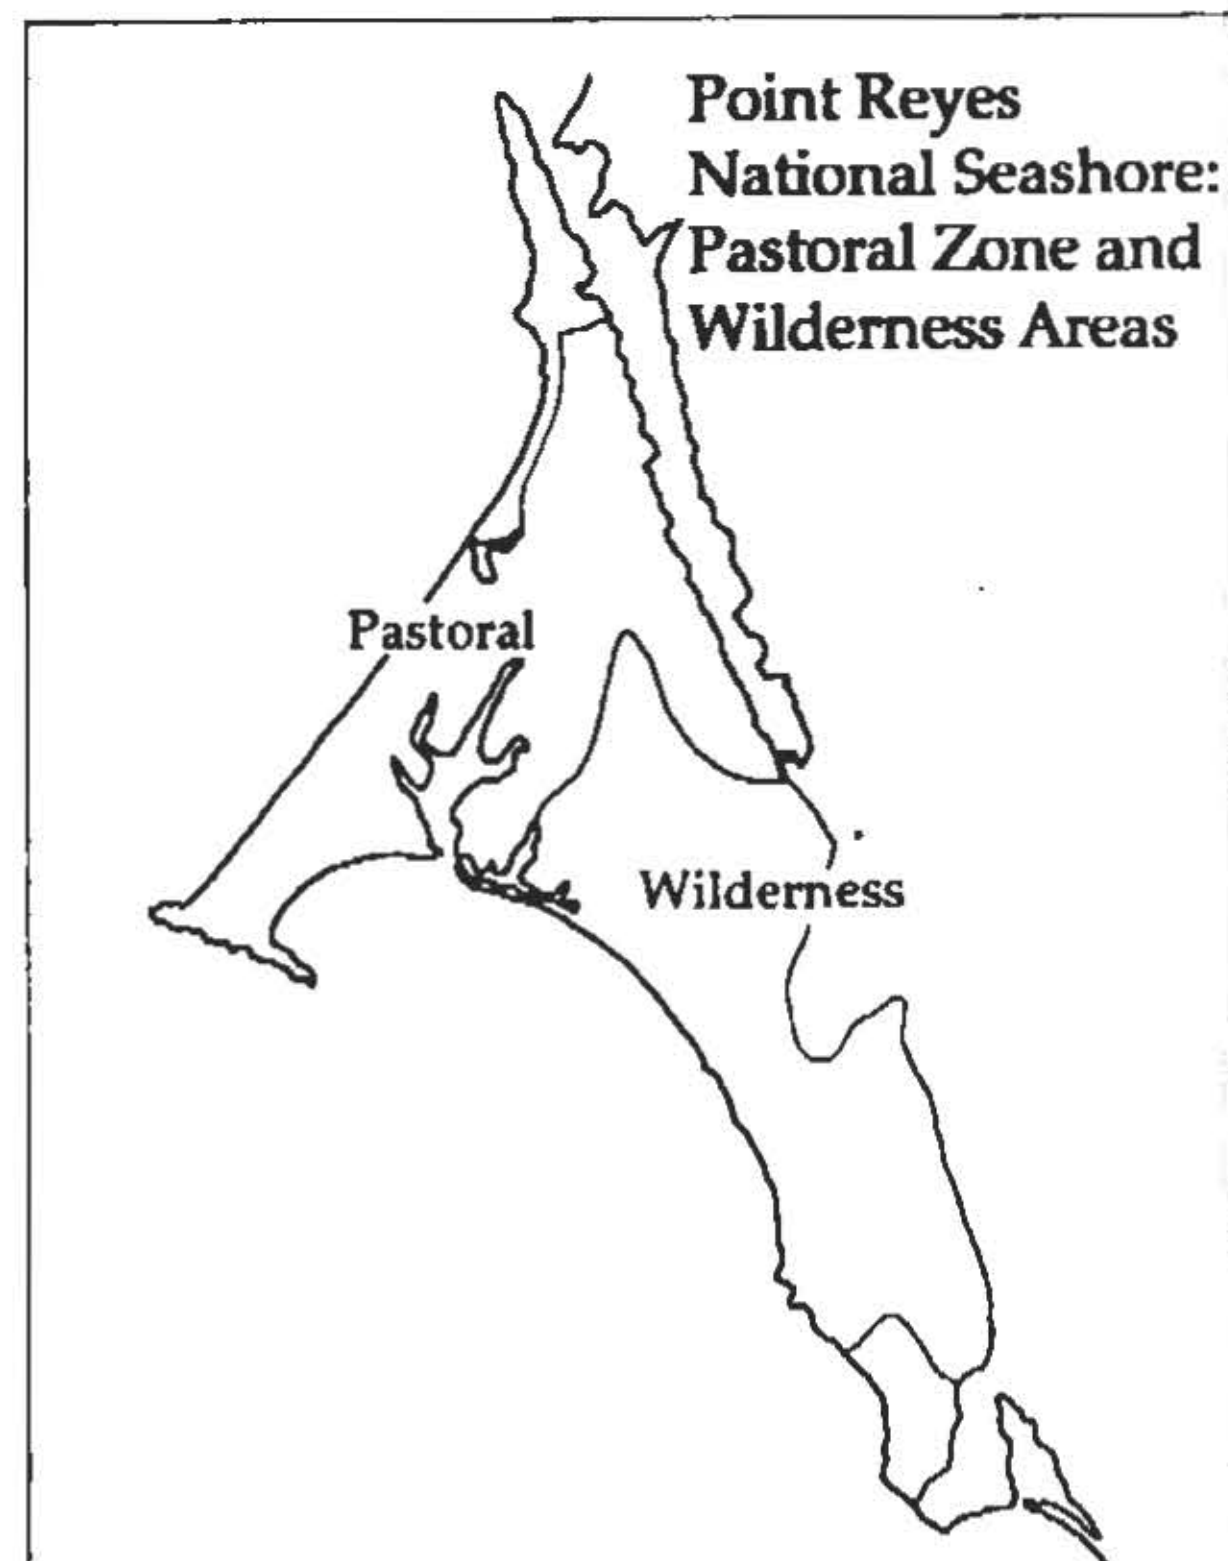 Point Reyes
National Seashore:
Pastoral Zone and
Wilderness Areas
Pastoral
Wilderness